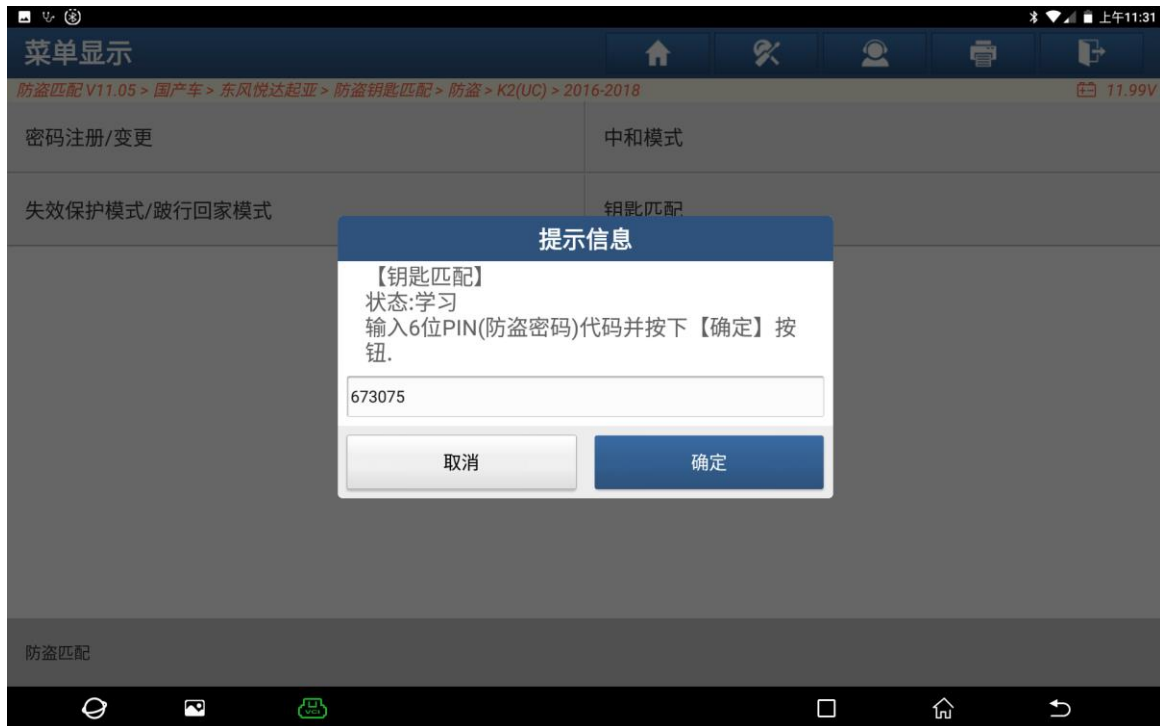 上午11:31
菜单显示
防盗匹配 V11.05 > 国产车 > 东风悦达起亚 > 防盗钥匙匹配 > 防盗 > K2(UC) > 2016-2018
11.99V
密码注册/变更
中和模式
失效保护模式/跛行回家模式
钥匙匹配
提示信息
【钥匙匹配】
状态:学习
输入6位PIN(防盗密码)代码并按下【确定】按
钮.
673075
取消
确定
防盗匹配
VCI